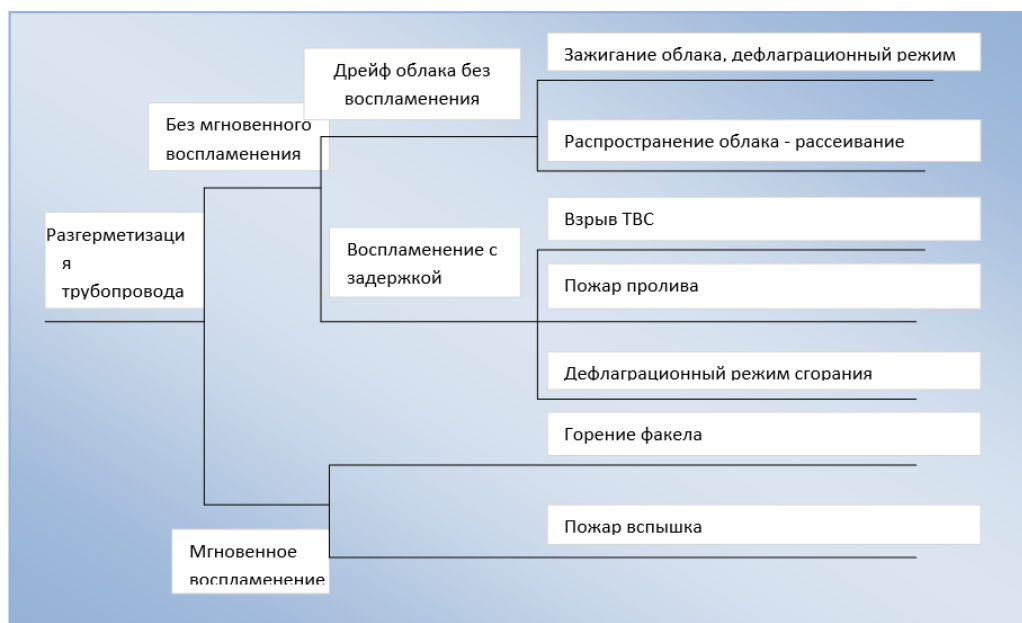 Зажигание облака, дефлаграционный режим
Дрейф облака без
воспламенения
Без мгновенного
воспламенения
Распространение облака - рассеивание
Взрыв ТВС
Разгерметизаци
я
трубопровода
Воспламенение с
задержкой
Пожар пролива
Дефлаграционный режим сгорания
Горение факела
Пожар вспышка
Мгновенное
воспламенение